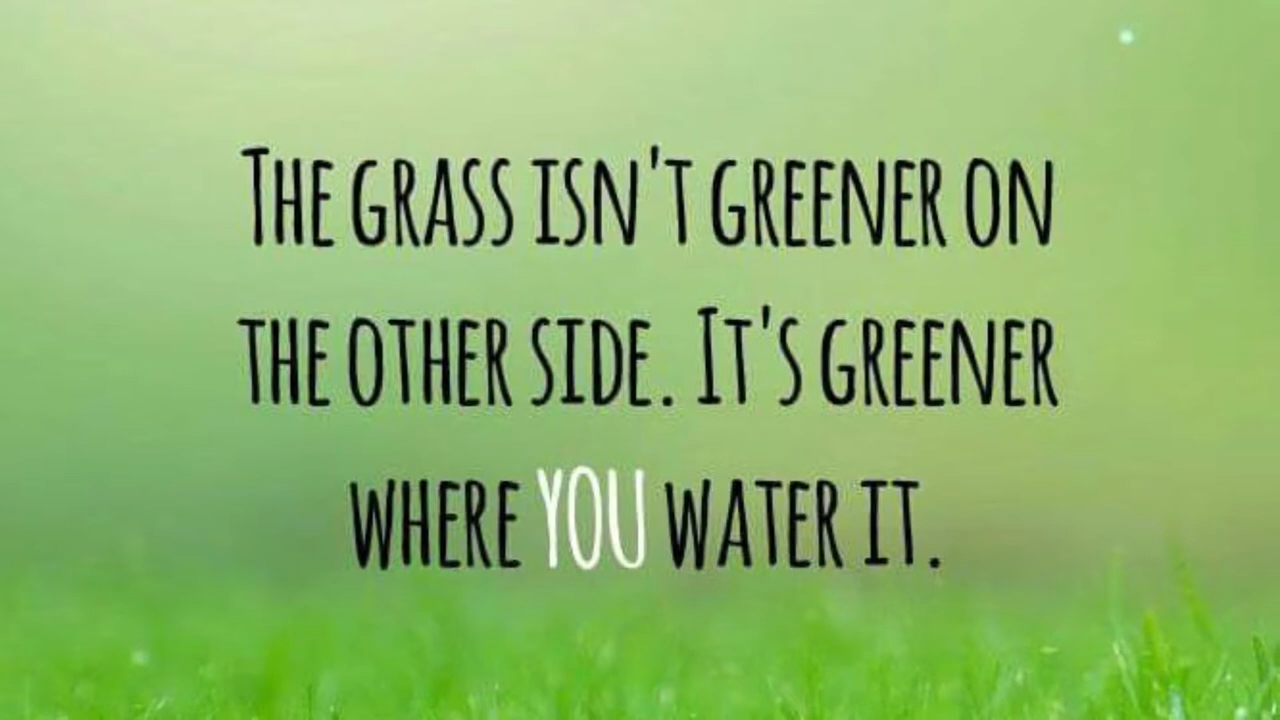 The grass isn't greener on
the other side. It's greener
where YOU water it.